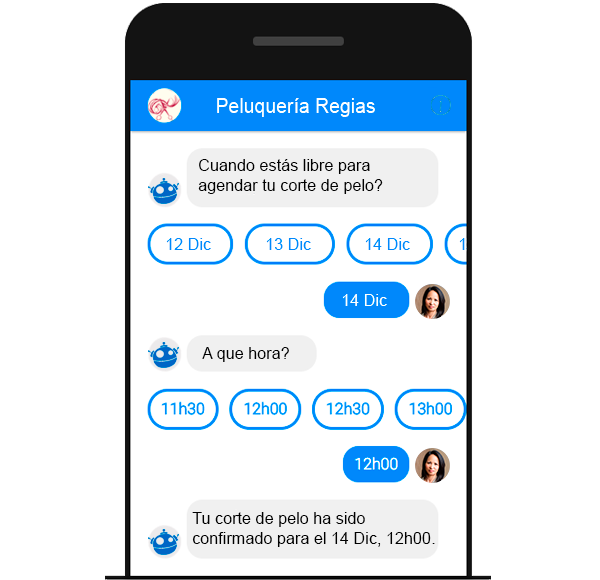 Peluquería Regias
Cuando estás libre para
agendar tu corte de pelo?
12 Dic 13 Dic 14 Dic 1
14 Dic
A que hora?
11h30 12h00 12h30 13h00
12h00
Tu corte de pelo ha sido
confirmado para el 14 Dic, 12h00.